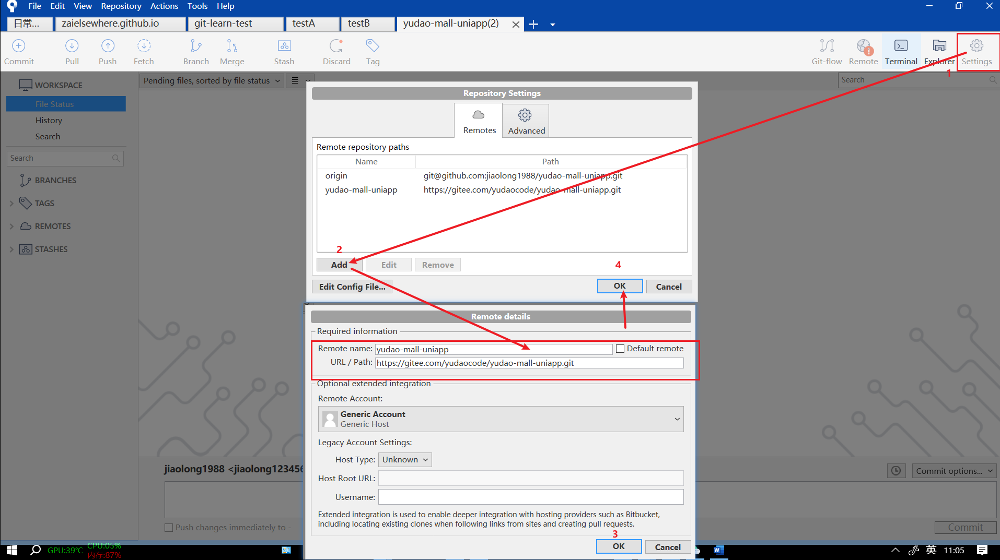 File Edit View Repository Actions Tools Help
日常... zaielsewhere.github.io git-learn-test testA testB yudao-mall-uniapp(2)
Commit Pull Push Fetch Branch Merge Stash Discard Tag Git-flow Remote Terminal Explorer Settings
1
WORKSPACE
File Status
History
Search
Search
BRANCHES
TAGS
REMOTES
STASHES
Pending files, sorted by file status
Search
Repository Settings
Remotes Advanced
Remote repository paths
Name Path
origin git@github.com:jiaolong1988/yudao-mall-uniapp.git
yudao-mall-uniapp https://gitee.com/yudaocode/yudao-mall-uniapp.git
2
Add Edit Remove
4
Edit Config File... OK Cancel
Remote details
Required information
Remote name: yudao-mall-uniapp Default remote
URL / Path: https://gitee.com/yudaocode/yudao-mall-uniapp.git
Optional extended integration
Remote Account:
Generic Account
Generic Host
Legacy Account Settings:
Host Type: Unknown
Host Root URL:
Username:
Extended integration is used to enable deeper integration with hosting providers such as Bitbucket,
including locating existing clones when following links from sites and creating pull requests.
3
OK Cancel
jiaolong1988 <jiaolong123456
Commit options...
Push changes immediately to -
Commit
GPU:39℃ CPU:05%
内存:87%
英 11:05